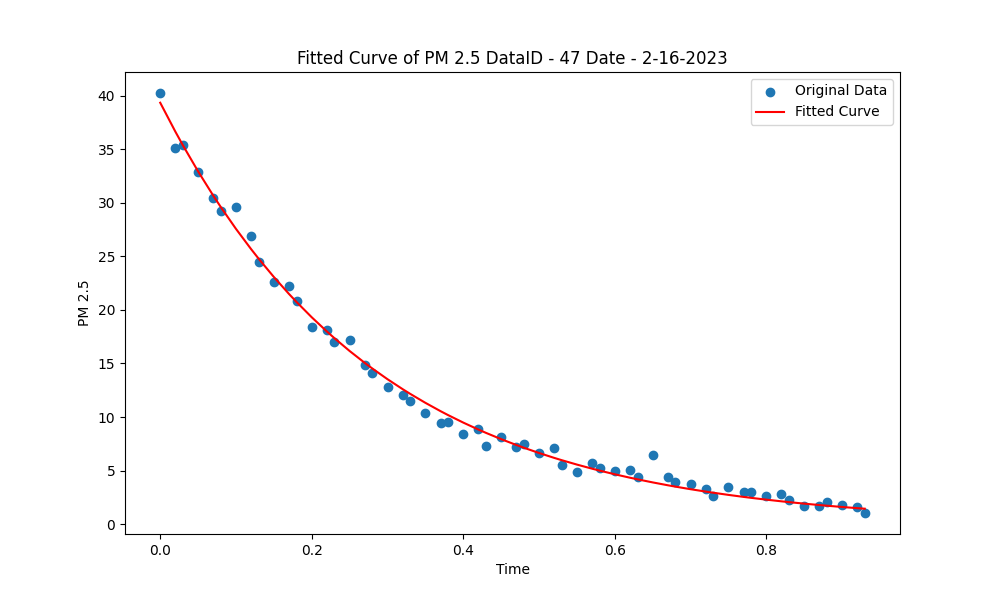 Fitted Curve of PM 2.5 DataID - 47 Date - 2-16-2023
Original Data
Fitted Curve
40
35
30
25
20
15
10
5
0
PM 2.5
0.0 0.2 0.4 0.6 0.8
Time